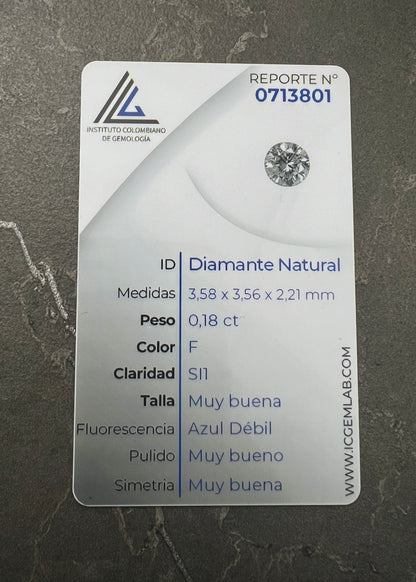 INSTITUTO COLOMBIANO
DE GEMOLOGÍA
REPORTE Nº
0713801
ID Diamante Natural
Medidas 3,58 x 3,56 x 2,21 mm
Peso 0,18 ct
Color F
Claridad SI1
Talla Muy buena
Fluorescencia Azul Débil
Pulido Muy bueno
Simetria Muy buena
WWW.ICGEMLAB.COM